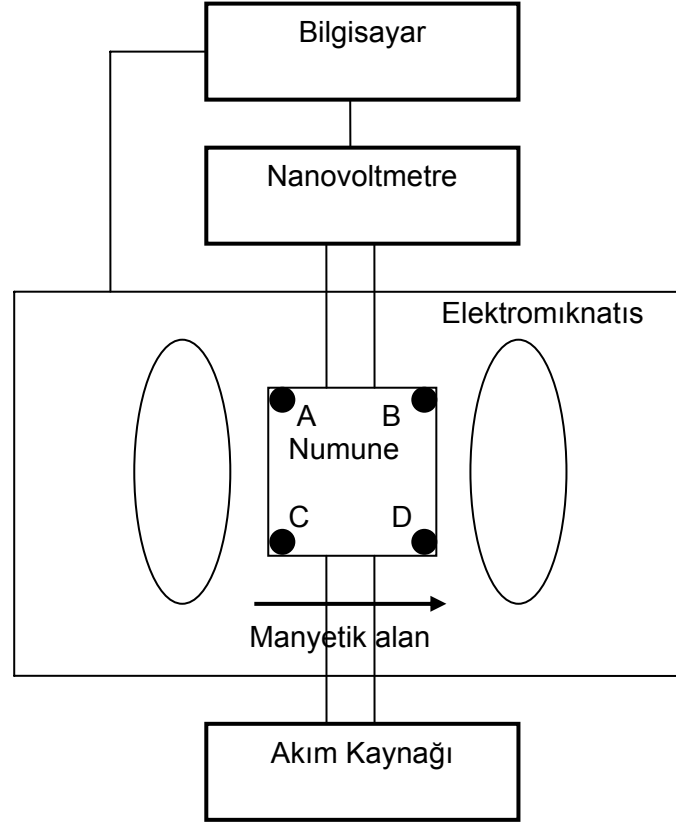 Bilgisayar
Nanovoltmetre
Elektromıknatıs
A B
Numune
C D
Manyetik alan
Akım Kaynağı